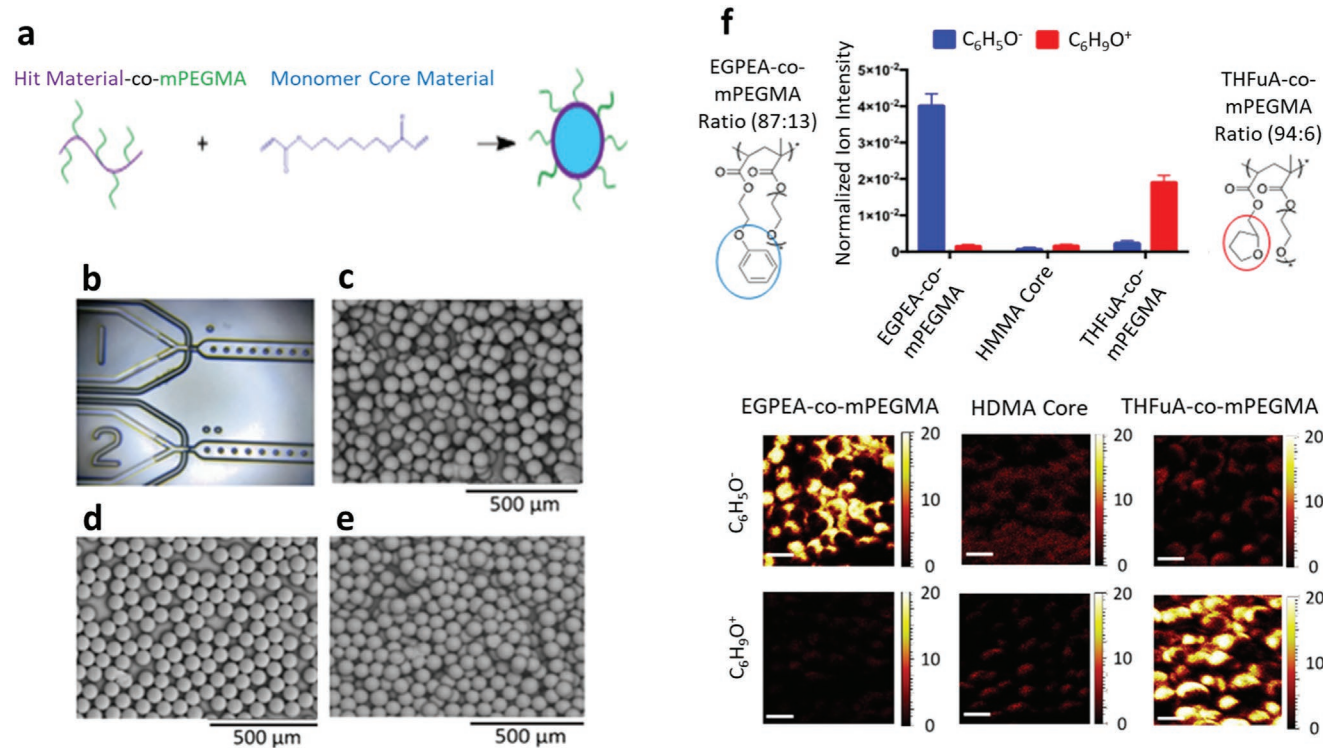 a
Hit Material-co-mPEGMA
Monomer Core Material
+
b
1
2
c
500 µm
d
500 µm
e
500 µm
f
C₆H₅O⁻
C₆H₉O⁺
EGPEA-co-
mPEGMA
Ratio (87:13)
THFuA-co-
mPEGMA
Ratio (94:6)
Normalized Ion Intensity
5×10⁻²
4×10⁻²
3×10⁻²
2×10⁻²
1×10⁻²
0
EGPEA-co-
mPEGMA
HMMA Core
THFuA-co-
mPEGMA
O
O
O
O
O
O
O
O
O
O
O
O
EGPEA-co-mPEGMA
HDMA Core
THFuA-co-mPEGMA
C₆H₅O⁻
20
10
0
20
10
0
20
10
0
C₆H₉O⁺
20
10
0
20
10
0
20
10
0